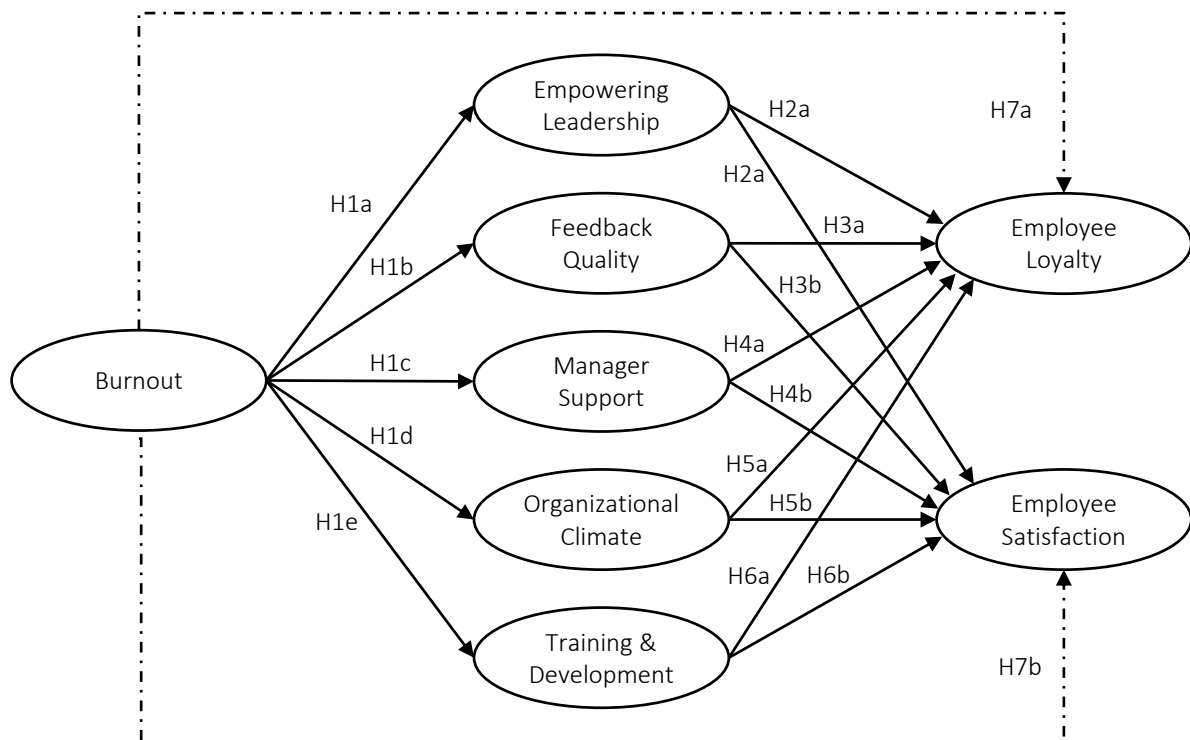 Empowering
Leadership
H2a
H7a
H2a
H1a
Feedback
Quality
H3a
Employee
Loyalty
H1b
H3b
Burnout
H1c
Manager
Support
H4a
H4b
H1d
H5a
Organizational
Climate
H5b
Employee
Satisfaction
H1e
H6a
H6b
Training &
Development
H7b